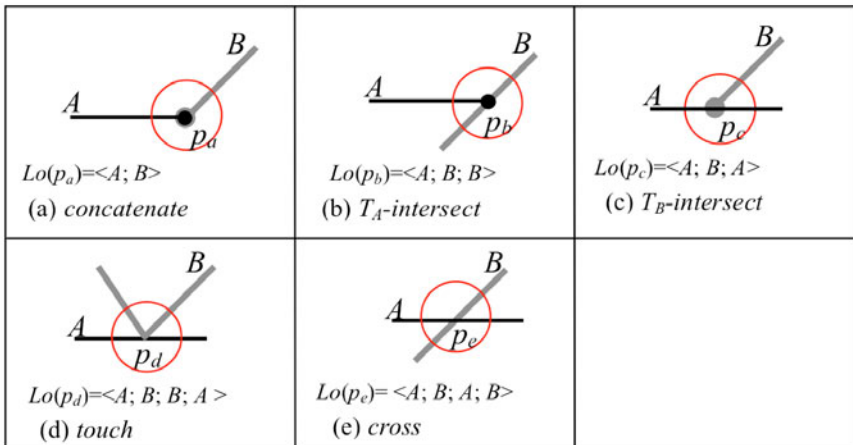 A
B
pa
Lo(pa)=<A; B>
(a) concatenate
A
B
pb
Lo(pb)=<A; B; B>
(b) TA-intersect
A
B
pc
Lo(pc)=<A; B; A>
(c) TB-intersect
A
B
pd
Lo(pd)=<A; B; B; A >
(d) touch
A
B
pe
Lo(pe)= <A; B; A; B>
(e) cross